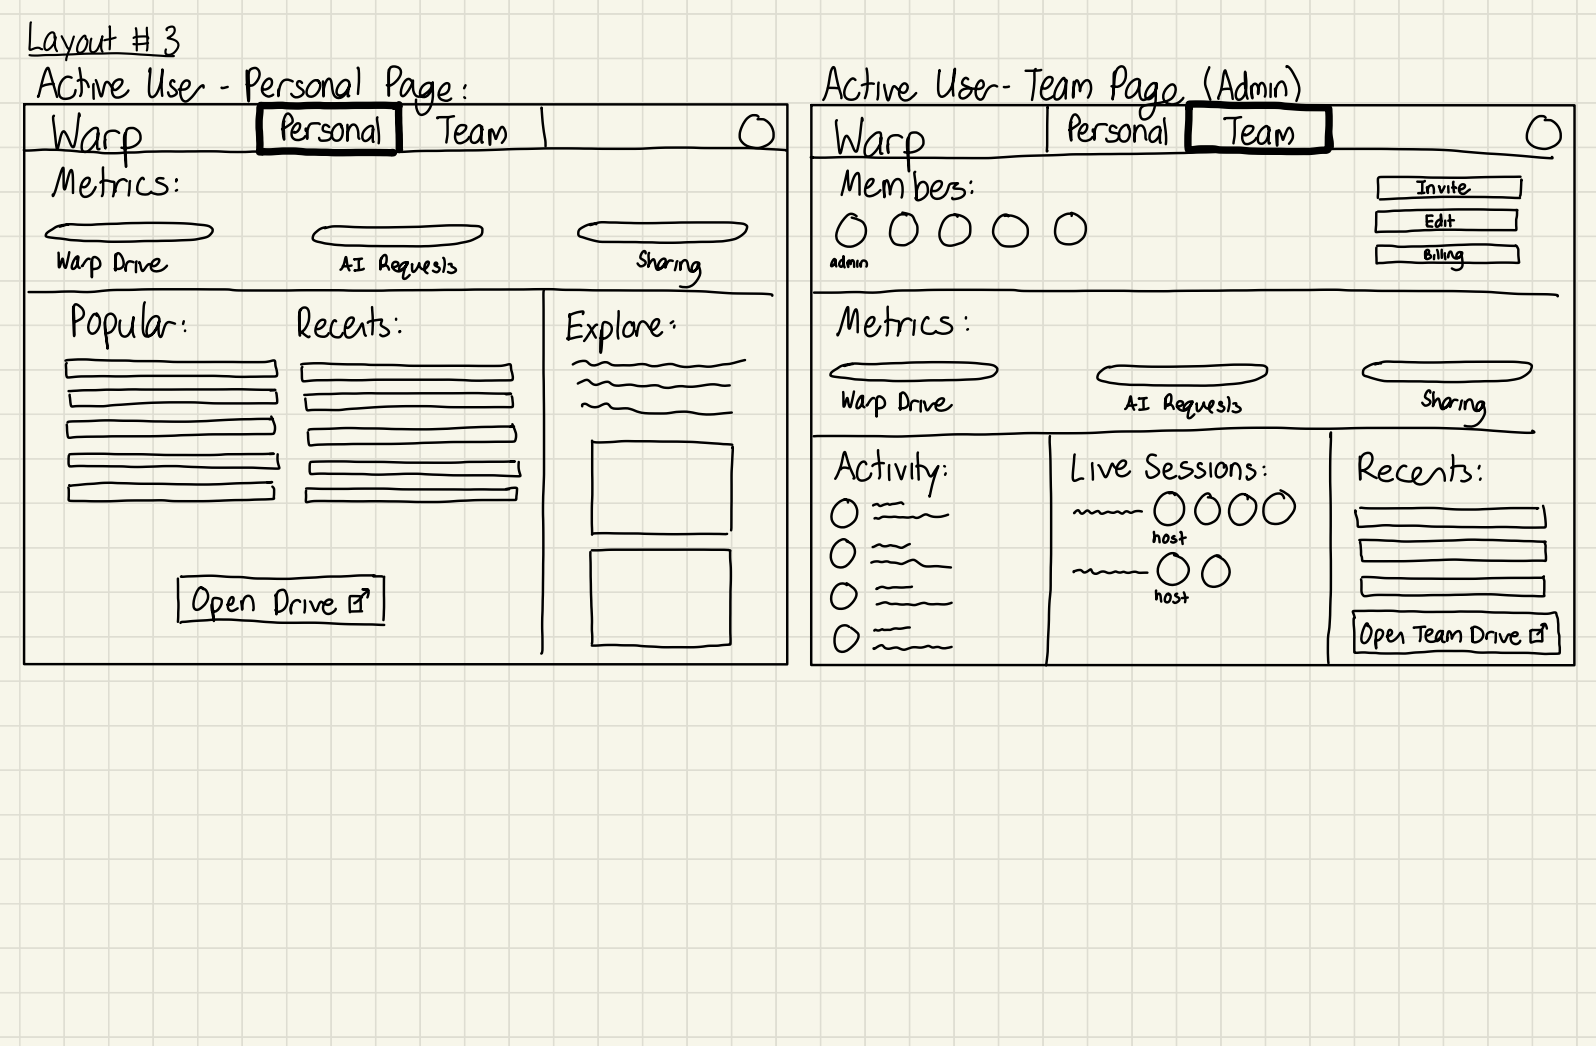 Layout # 3
Active User - Personal Page:
Warp
Personal
Team
Metrics:
Warp Drive
AI Requests
Sharing
Popular:
Recents:
Explore:
Open Drive
Active User - Team Page (Admin)
Warp
Personal
Team
Members:
admin
Invite
Edit
Billing
Metrics:
Warp Drive
AI Requests
Sharing
Activity:
Live Sessions:
host
host
Recents:
Open Team Drive